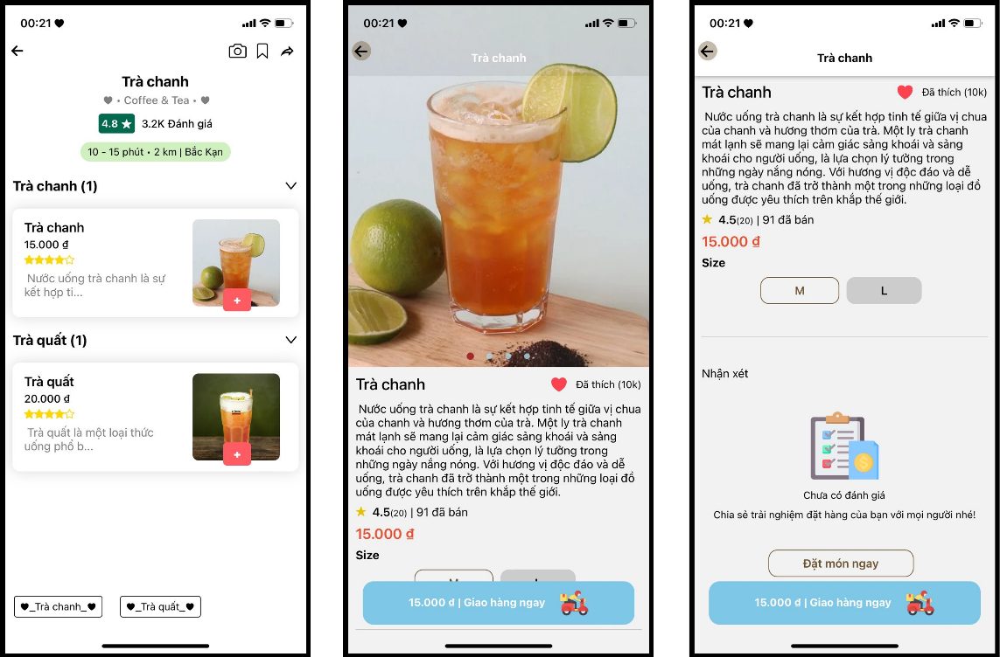 00:21
Trà chanh
• Coffee & Tea •
4.8 ★ 3.2K Đánh giá
10 - 15 phút • 2 km | Bắc Kạn
Trà chanh (1)
Trà chanh
15.000 ₫
Nước uống trà chanh là sự
kết hợp ti...
+
Trà quất (1)
Trà quất
20.000 ₫
Trà quất là một loại thức
uống phổ b...
+
♥_Trà chanh_♥
♥_Trà quất_♥
00:21
Trà chanh
Trà chanh
Đã thích (10k)
Nước uống trà chanh là sự kết hợp tinh tế giữa vị chua
của chanh và hương thơm của trà. Một ly trà chanh
mát lạnh sẽ mang lại cảm giác sảng khoái và sảng
khoái cho người uống, là lựa chọn lý tưởng trong
những ngày nắng nóng. Với hương vị độc đáo và dễ
uống, trà chanh đã trở thành một trong những loại đồ
uống được yêu thích trên khắp thế giới.
4.5(20) | 91 đã bán
15.000 ₫
Size
15.000 ₫ | Giao hàng ngay
00:21
Trà chanh
Trà chanh
Đã thích (10k)
Nước uống trà chanh là sự kết hợp tinh tế giữa vị chua
của chanh và hương thơm của trà. Một ly trà chanh
mát lạnh sẽ mang lại cảm giác sảng khoái và sảng
khoái cho người uống, là lựa chọn lý tưởng trong
những ngày nắng nóng. Với hương vị độc đáo và dễ
uống, trà chanh đã trở thành một trong những loại đồ
uống được yêu thích trên khắp thế giới.
4.5(20) | 91 đã bán
15.000 ₫
Size
M
L
Nhận xét
Chưa có đánh giá
Chia sẻ trải nghiệm đặt hàng của bạn với mọi người nhé!
Đặt món ngay
15.000 ₫ | Giao hàng ngay